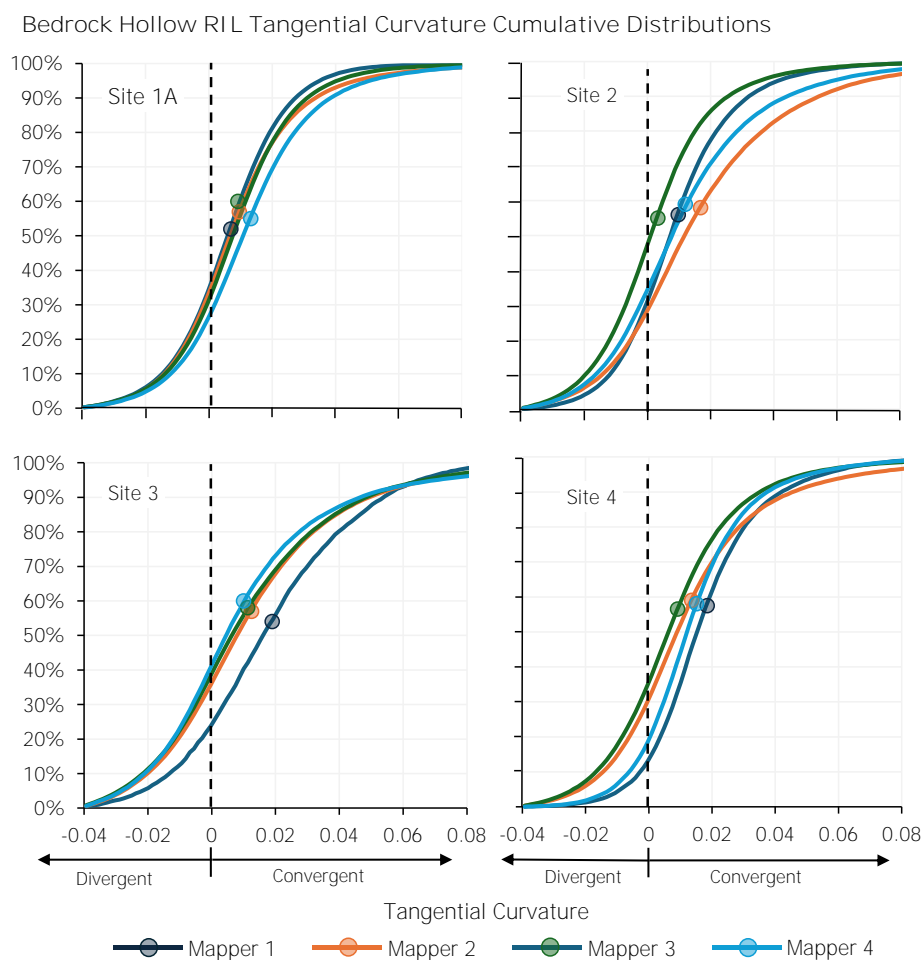 Bedrock Hollow RIL Tangential Curvature Cumulative Distributions
100%
90%
80%
70%
60%
50%
40%
30%
20%
10%
0%
Site 1A
Site 2
100%
90%
80%
70%
60%
50%
40%
30%
20%
10%
0%
Site 3
Site 4
-0.04 -0.02 0 0.02 0.04 0.06 0.08
-0.04 -0.02 0 0.02 0.04 0.06 0.08
Divergent Convergent
Divergent Convergent
Tangential Curvature
Mapper 1 Mapper 2 Mapper 3 Mapper 4